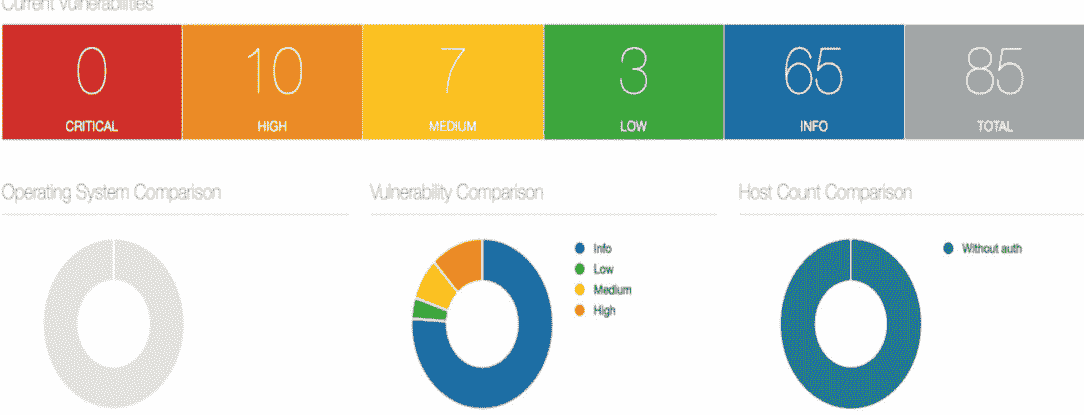 Current Vulnerabilities
0 10 7 3 65 85
CRITICAL HIGH MEDIUM LOW INFO TOTAL
Operating System Comparison Vulnerability Comparison Host Count Comparison
Info Without auth
Low
Medium
High